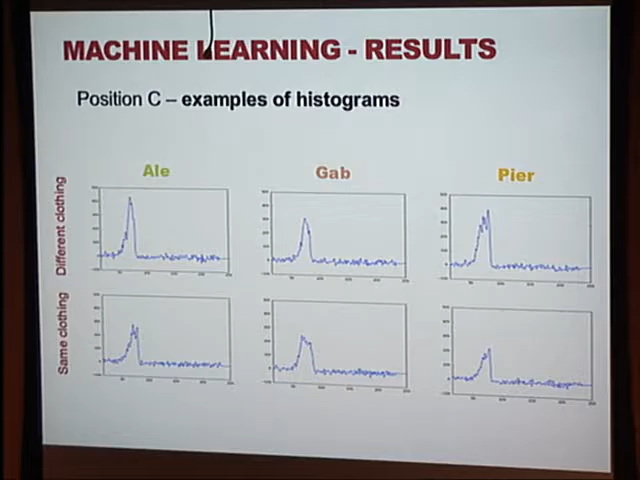 MACHINE LEARNING - RESULTS
Position C – examples of histograms
Ale
Gab
Pier
Different clothing
Same clothing